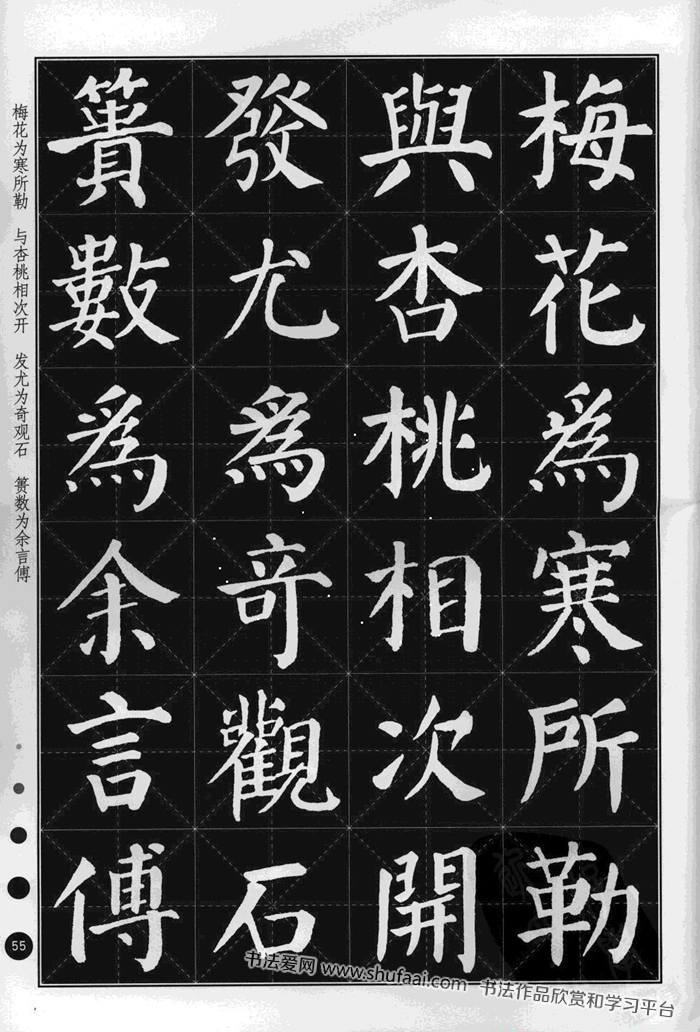 梅花為寒所勒
與杏桃相次開
發尤為奇觀石
簣數為余言傅
梅花为寒所勒 与杏桃相次开 发尤为奇观石 篑数为余言傅
55
书法爱网 www.shufaai.com 书法作品欣赏和学习平台